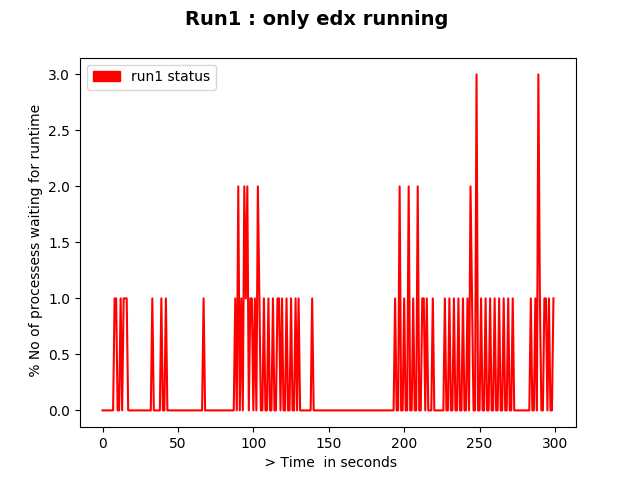 Run1 : only edx running
run1 status
% No of processess waiting for runtime
3.0
2.5
2.0
1.5
1.0
0.5
0.0
0 50 100 150 200 250 300
> Time  in seconds